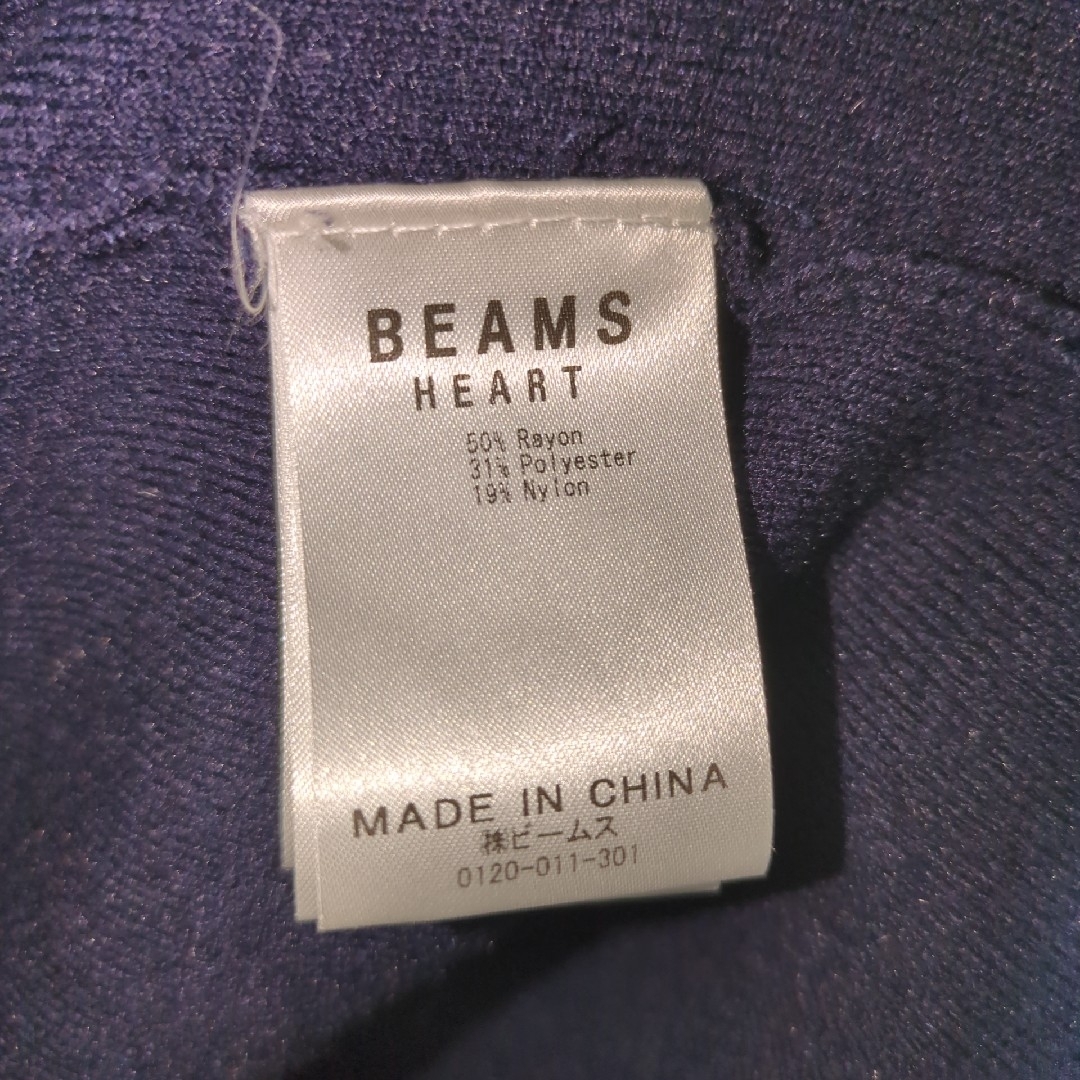 BEAMS
HEART
50% Rayon
31% Polyester
19% Nylon
MADE IN CHINA
㈱ビームス
0120-011-301